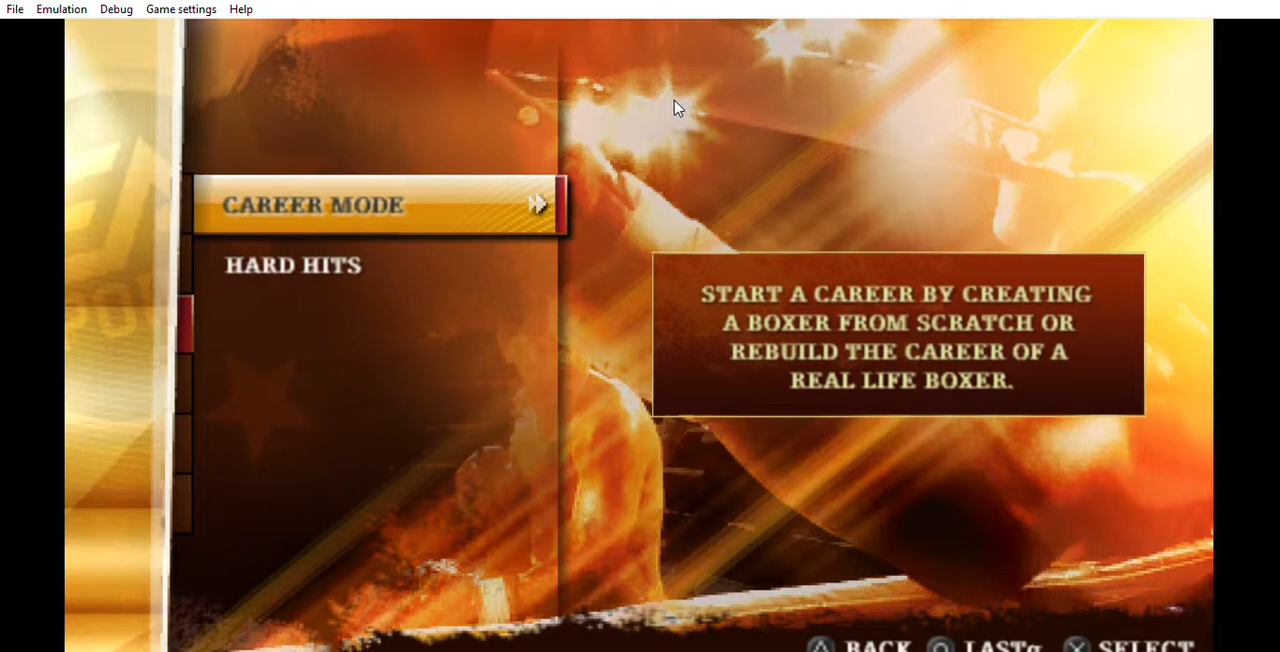 File Emulation Debug Game settings Help
CAREER MODE
HARD HITS
START A CAREER BY CREATING
A BOXER FROM SCRATCH OR
REBUILD THE CAREER OF A
REAL LIFE BOXER.
BACK SELECT